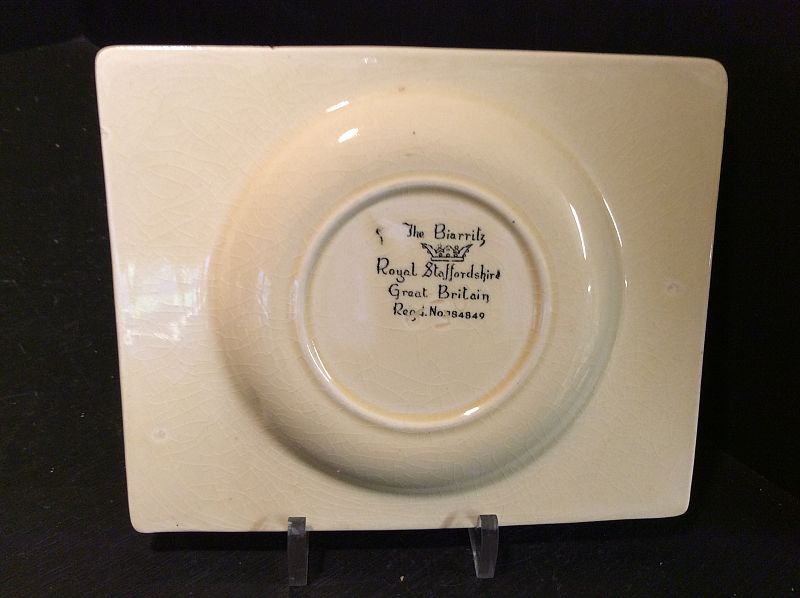 The Biarritz
Royal Staffordshire
Great Britain
Regd. No. 784849